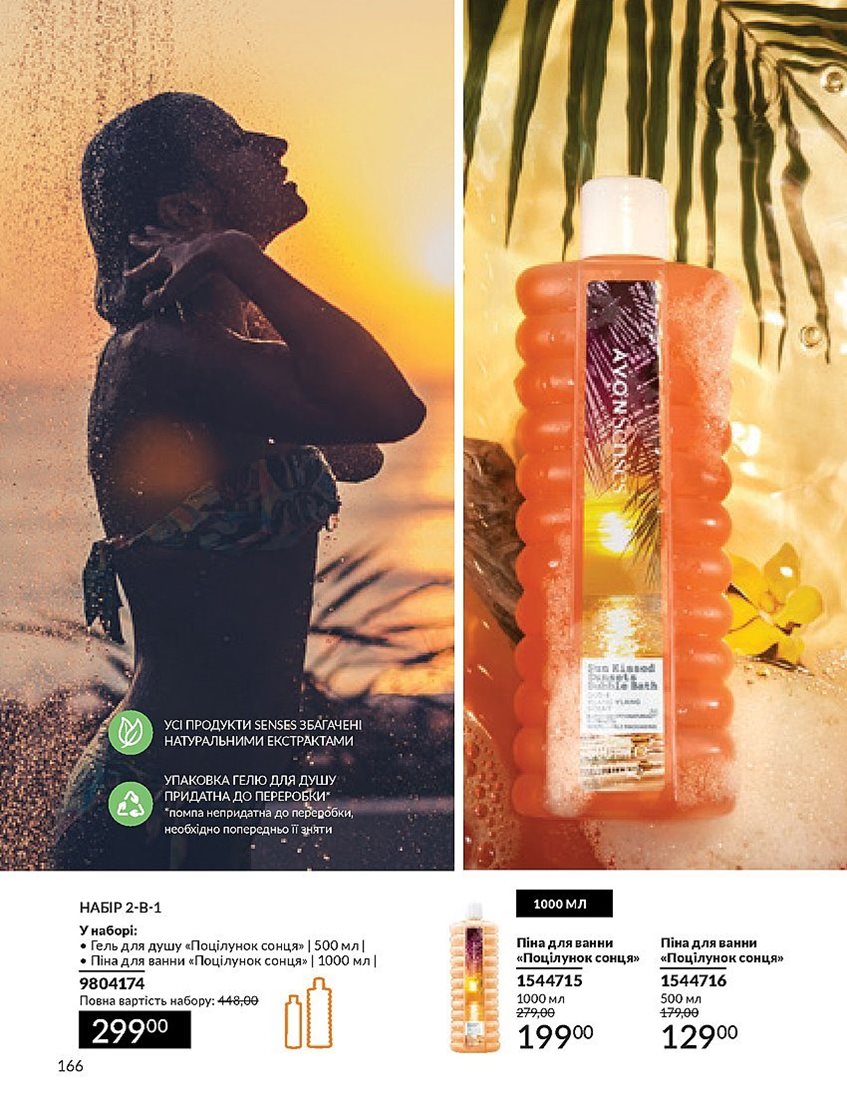 AVON Senses
Sun Kissed
Sunsets
Bubble Bath
УСІ ПРОДУКТИ SENSES ЗБАГАЧЕНІ
НАТУРАЛЬНИМИ ЕКСТРАКТАМИ
УПАКОВКА ГЕЛЮ ДЛЯ ДУШУ
ПРИДАТНА ДО ПЕРЕРОБКИ*
*помпа непридатна до переробки,
необхідно попередньо її зняти
НАБІР 2-В-1
У наборі:
• Гель для душу «Поцілунок сонця» | 500 мл |
• Піна для ванни «Поцілунок сонця» | 1000 мл |
9804174
Повна вартість набору: 448,00
29900
1000 МЛ
Піна для ванни
«Поцілунок сонця»
1544715
1000 мл
279,00
19900
Піна для ванни
«Поцілунок сонця»
1544716
500 мл
179,00
12900
166